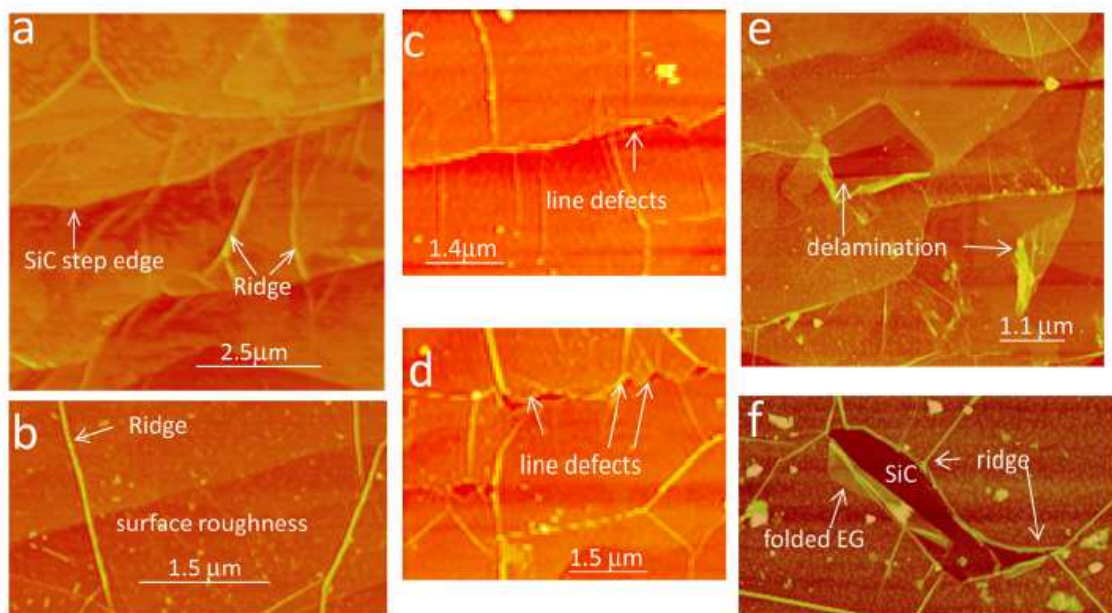 a
SiC step edge
Ridge
2.5μm
b
Ridge
surface roughness
1.5 μm
c
line defects
1.4μm
d
line defects
1.5 μm
e
delamination
1.1 μm
f
SiC
ridge
folded EG